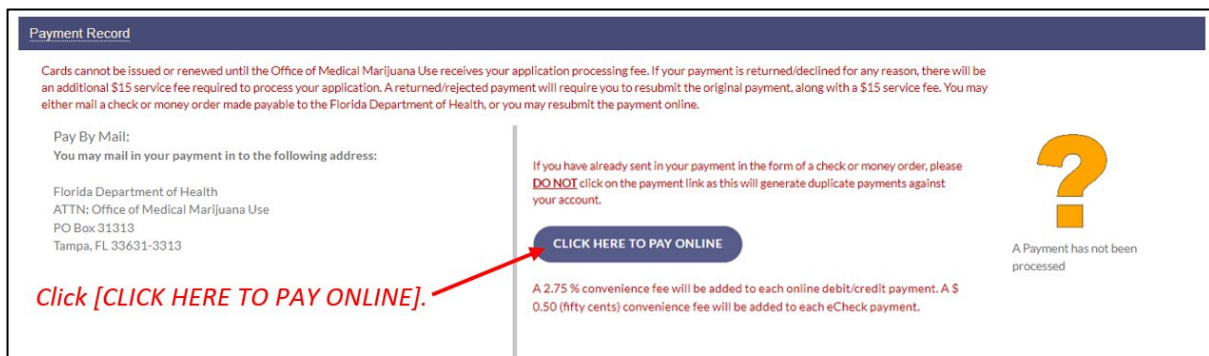 Payment Record
Cards cannot be issued or renewed until the Office of Medical Marijuana Use receives your application processing fee. If your payment is returned/declined for any reason, there will be
an additional $15 service fee required to process your application. A returned/rejected payment will require you to resubmit the original payment, along with a $15 service fee. You may
either mail a check or money order made payable to the Florida Department of Health, or you may resubmit the payment online.
Pay By Mail:
You may mail in your payment in to the following address:
Florida Department of Health
ATTN: Office of Medical Marijuana Use
PO Box 31313
Tampa, FL 33631-3313
Click [CLICK HERE TO PAY ONLINE].
If you have already sent in your payment in the form of a check or money order, please
DO NOT click on the payment link as this will generate duplicate payments against
your account.
CLICK HERE TO PAY ONLINE
A 2.75 % convenience fee will be added to each online debit/credit payment. A $
0.50 (fifty cents) convenience fee will be added to each eCheck payment.
?
A Payment has not been
processed